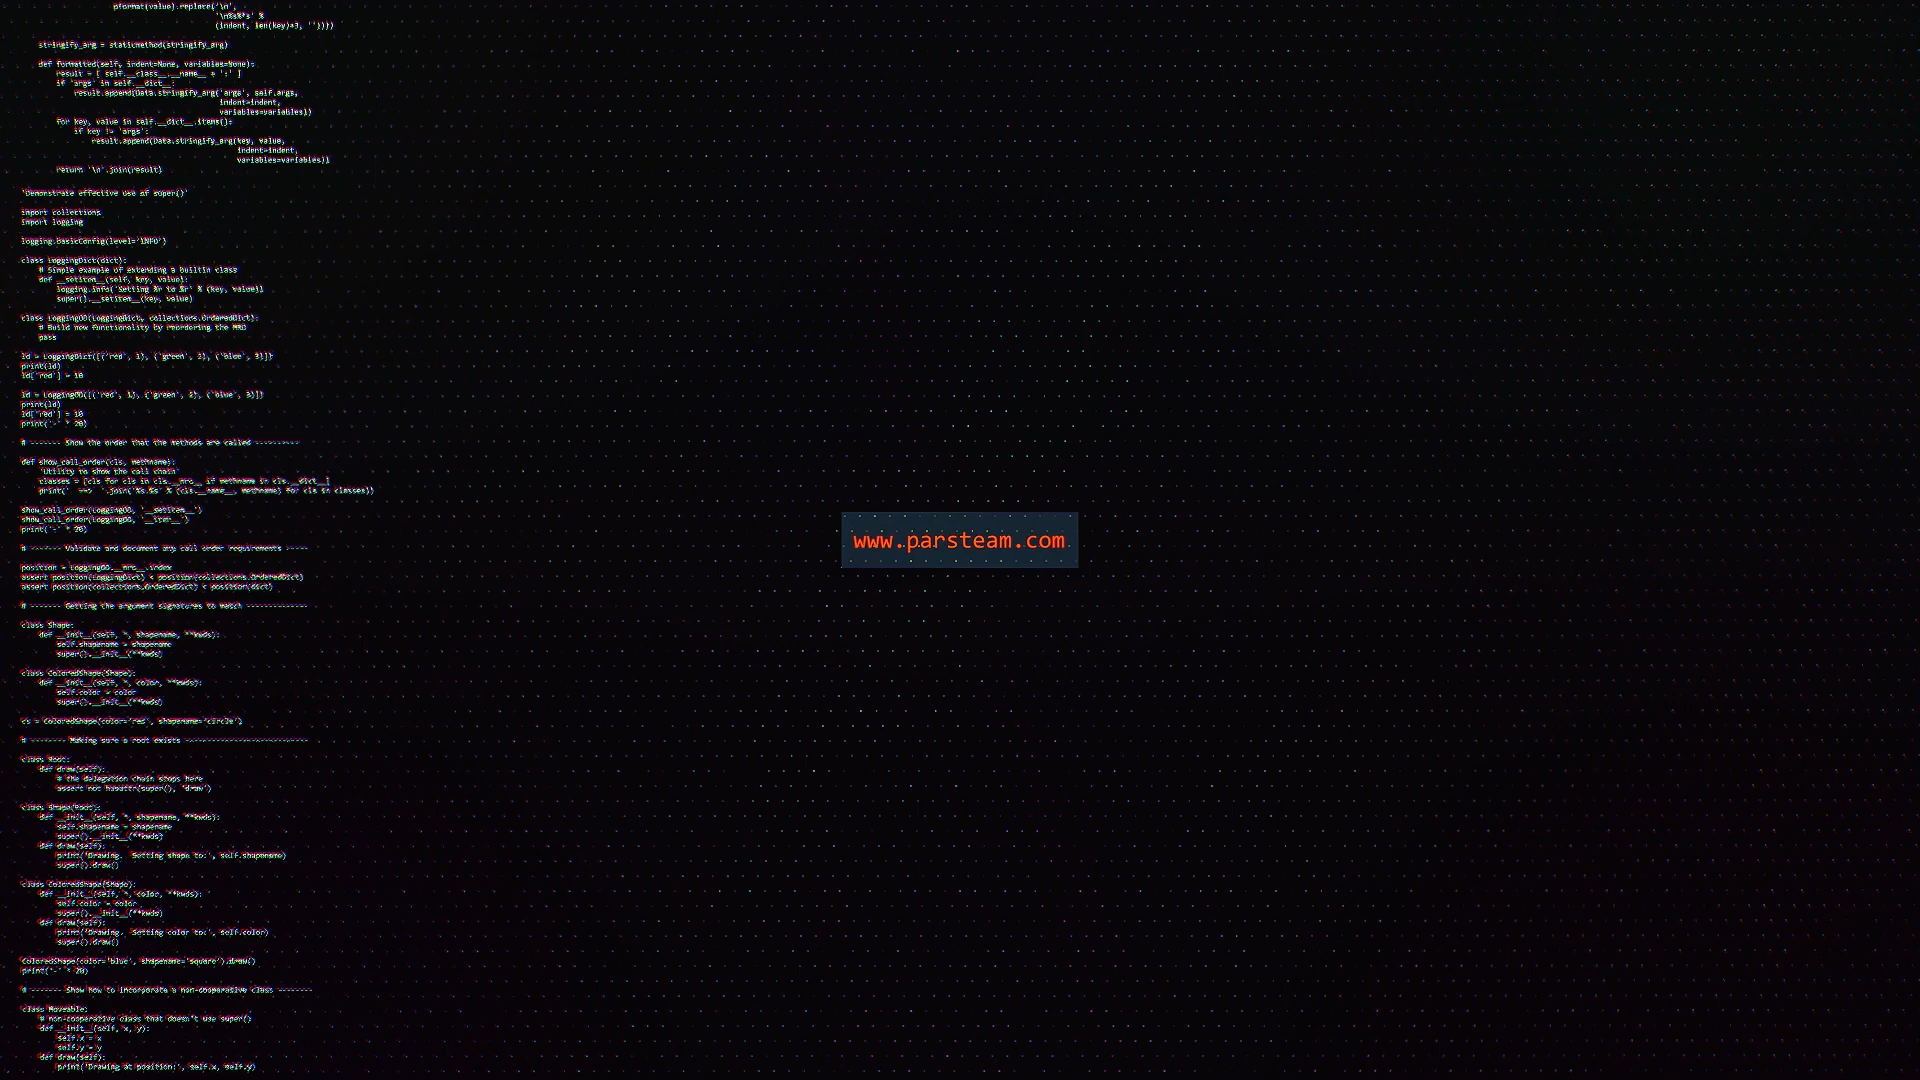 pformat(value).replace('\n',
'\n%s%*s' %
(indent, len(key)+3, ''))))
stringify_arg = staticmethod(stringify_arg)
def formatted(self, indent=None, variables=None):
result = [ self.__class__.__name__ + ':' ]
if 'args' in self.__dict__:
result.append(Data.stringify_arg('args', self.args,
indent=indent,
variables=variables))
for key, value in self.__dict__.items():
if key != 'args':
result.append(Data.stringify_arg(key, value,
indent=indent,
variables=variables))
return '\n'.join(result)
'Demonstrate effective use of super()'
import collections
import logging
logging.basicConfig(level='INFO')
class LoggingDict(dict):
# Simple example of extending a builtin class
def __setitem__(self, key, value):
logging.info('Setting %r to %r' % (key, value))
super().__setitem__(key, value)
class LoggingOD(LoggingDict, collections.OrderedDict):
# Build new functionality by reordering the MRO
pass
ld = LoggingDict([('red', 1), ('green', 2), ('blue', 3)])
print(ld)
ld['red'] = 10
ld = LoggingOD([('red', 1), ('green', 2), ('blue', 3)])
print(ld)
ld['red'] = 10
print('-' * 20)
# ------- Show the order that the methods are called ----------
def show_call_order(cls, methname):
'Utility to show the call chain'
classes = [cls for cls in cls.__mro__ if methname in cls.__dict__]
print('  ==>  '.join('%s.%s' % (cls.__name__, methname) for cls in classes))
show_call_order(LoggingOD, '__setitem__')
show_call_order(LoggingOD, '__iter__')
print('-' * 20)
# ------- Validate and document any call order requirements -----
position = LoggingOD.__mro__.index
assert position(LoggingDict) < position(collections.OrderedDict)
assert position(collections.OrderedDict) < position(dict)
# ------- Getting the argument signatures to match --------------
class Shape:
def __init__(self, *, shapename, **kwds):
self.shapename = shapename
super().__init__(**kwds)
class ColoredShape(Shape):
def __init__(self, *, color, **kwds):
self.color = color
super().__init__(**kwds)
cs = ColoredShape(color='red', shapename='circle')
# -------- Making sure a root exists ----------------------------
class Root:
def draw(self):
# the delegation chain stops here
assert not hasattr(super(), 'draw')
class Shape(Root):
def __init__(self, *, shapename, **kwds):
self.shapename = shapename
super().__init__(**kwds)
def draw(self):
print('Drawing.  Setting shape to:', self.shapename)
super().draw()
class ColoredShape(Shape):
def __init__(self, *, color, **kwds):
self.color = color
super().__init__(**kwds)
def draw(self):
print('Drawing.  Setting color to:', self.color)
super().draw()
ColoredShape(color='blue', shapename='square').draw()
print('-' * 20)
# ------- Show how to incorporate a non-cooperative class --------
class Moveable:
# non-cooperative class that doesn't use super()
def __init__(self, x, y):
self.x = x
self.y = y
def draw(self):
print('Drawing at position:', self.x, self.y)
www.parsteam.com